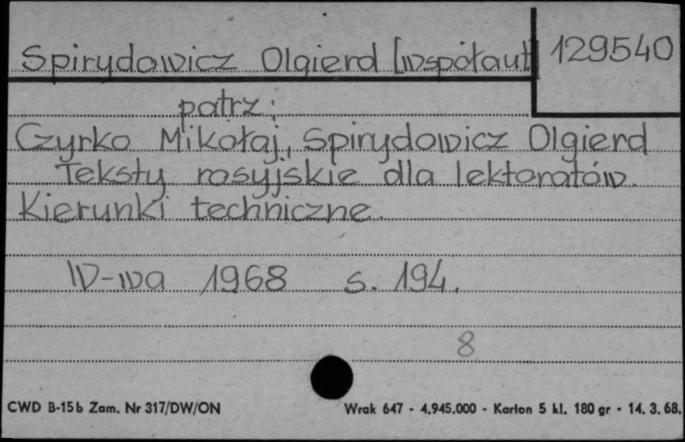 Spirydowicz Olgierd [współaut
129540
patrz:
Czyrko Mikołaj, Spirydowicz Olgierd
Teksty rosyjskie dla lektoratów.
Kierunki techniczne.
W-wa 1968 s. 194.
8
CWD B-15b Zam. Nr 317/DW/ON
Wrak 647 - 4.945.000 - Karton 5 kl. 180 gr - 14. 3. 68.